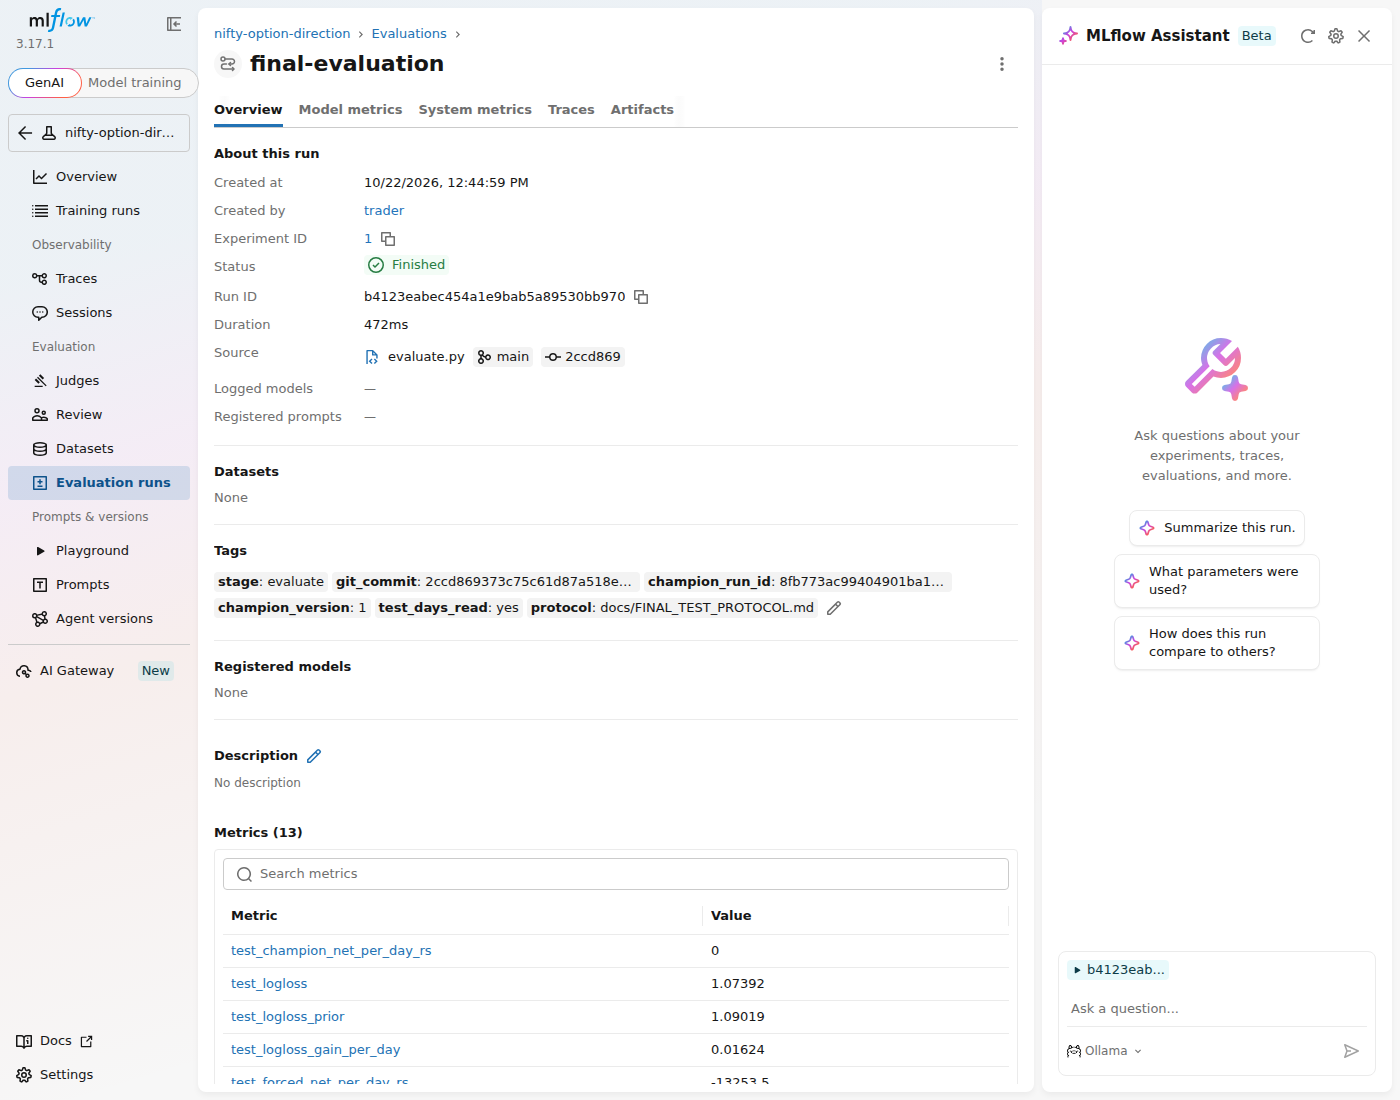 mlflow
3.17.1
GenAI
Model training
nifty-option-dir...
Overview
Training runs
Observability
Traces
Sessions
Evaluation
Judges
Review
Datasets
Evaluation runs
Prompts & versions
Playground
Prompts
Agent versions
AI Gateway New
Docs
Settings
nifty-option-direction › Evaluations ›
final-evaluation
Overview Model metrics System metrics Traces Artifacts
About this run
Created at 10/22/2026, 12:44:59 PM
Created by trader
Experiment ID 1
Status Finished
Run ID b4123eabec454a1e9bab5a89530bb970
Duration 472ms
Source evaluate.py main 2ccd869
Logged models —
Registered prompts —
Datasets
None
Tags
stage: evaluate git_commit: 2ccd869373c75c61d87a518e... champion_run_id: 8fb773ac99404901ba1...
champion_version: 1 test_days_read: yes protocol: docs/FINAL_TEST_PROTOCOL.md
Registered models
None
Description
No description
Metrics (13)
Search metrics
Metric Value
test_champion_net_per_day_rs 0
test_logloss 1.07392
test_logloss_prior 1.09019
test_logloss_gain_per_day 0.01624
test_forced_net_per_day_rs -13253.5
MLflow Assistant Beta
Ask questions about your
experiments, traces,
evaluations, and more.
Summarize this run.
What parameters were
used?
How does this run
compare to others?
b4123eab...
Ask a question...
Ollama